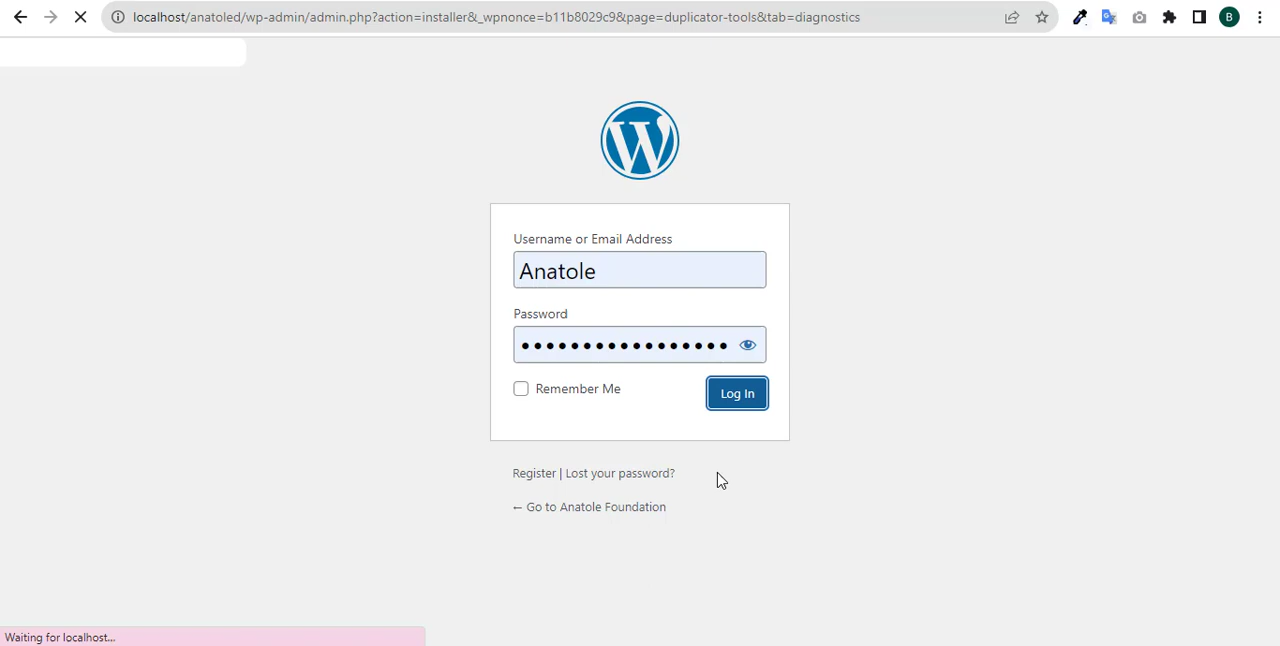 localhost/anatoled/wp-admin/admin.php?action=installer&_wpnonce=b11b8029c9&page=duplicator-tools&tab=diagnostics
B
Username or Email Address
Anatole
Password
Remember Me
Log In
Register | Lost your password?
← Go to Anatole Foundation
Waiting for localhost...